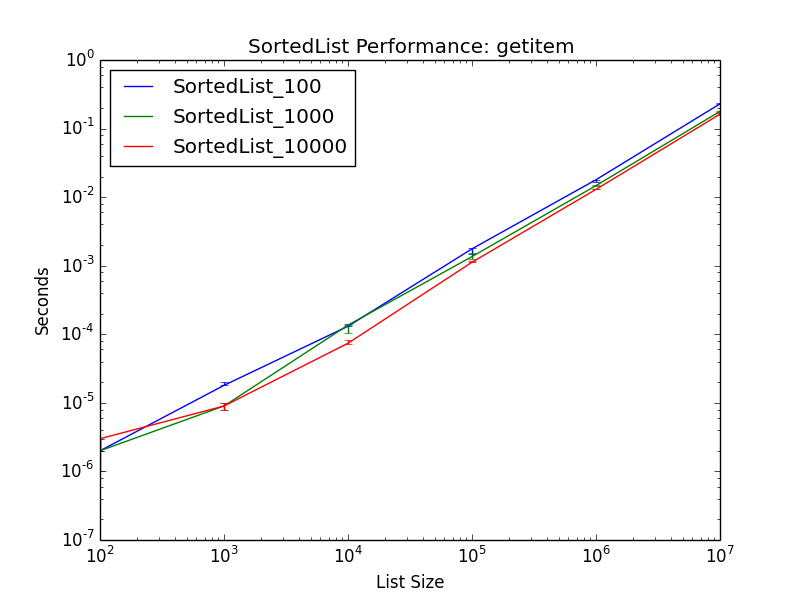 SortedList Performance: getitem
10^0
10^-1
10^-2
10^-3
10^-4
10^-5
10^-6
10^-7
Seconds
SortedList_100
SortedList_1000
SortedList_10000
10^2 10^3 10^4 10^5 10^6 10^7
List Size